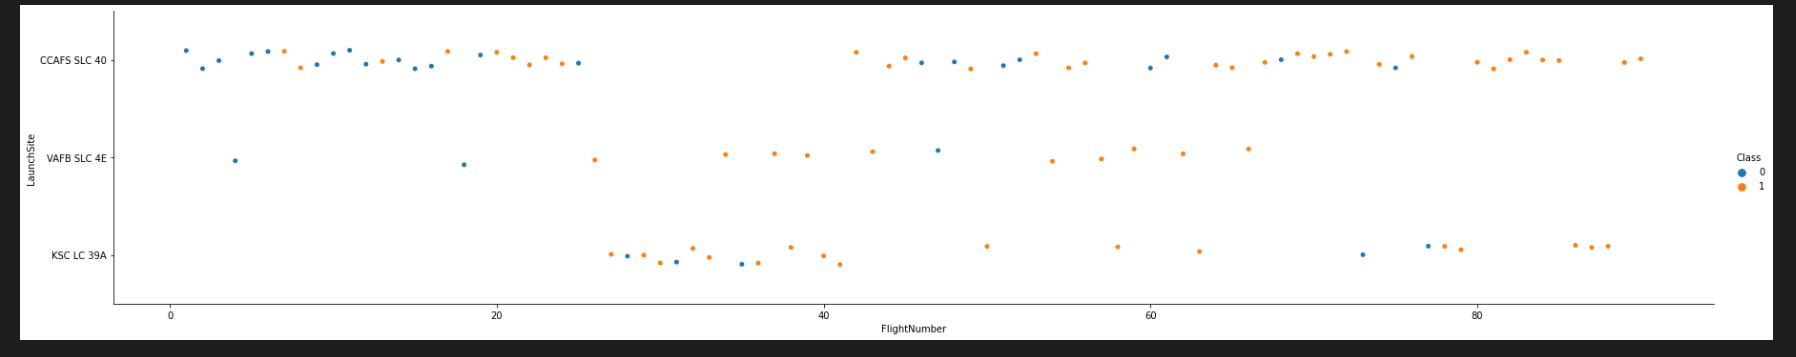 CCAFS SLC 40
VAFB SLC 4E
KSC LC 39A
LaunchSite
0 20 40 60 80
FlightNumber
Class
0
1